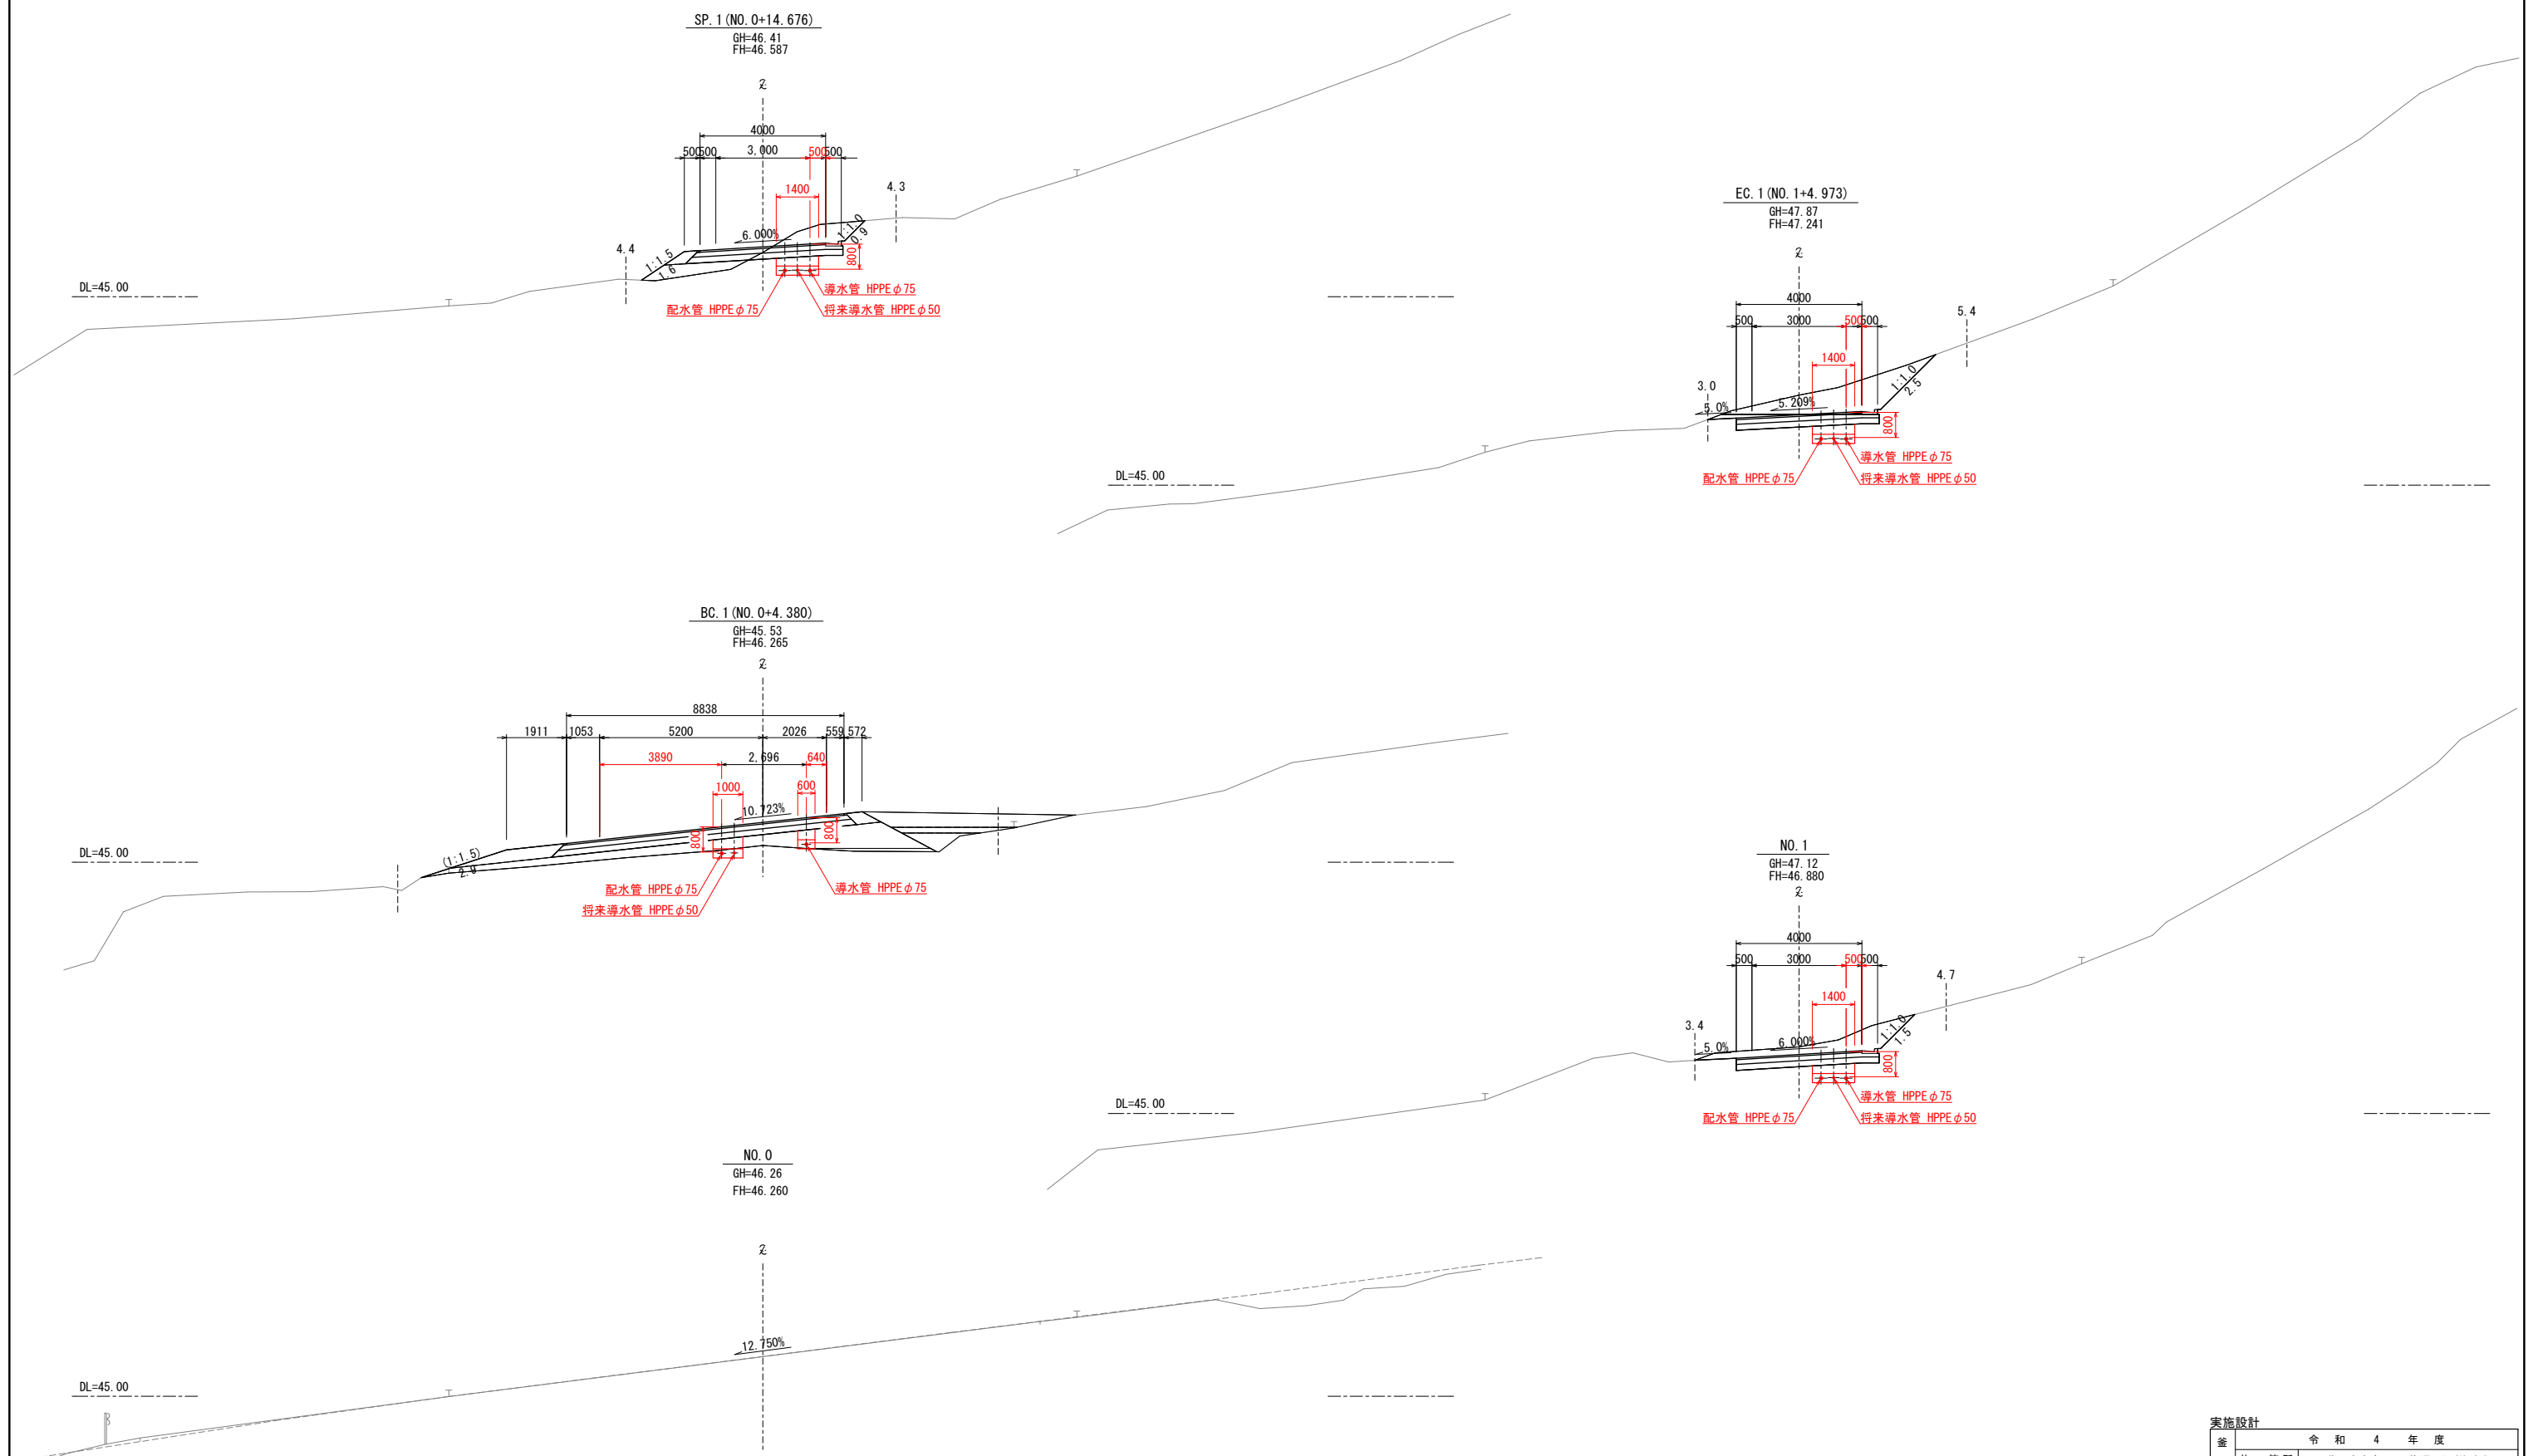 SP.1(NO.0+14.676)
GH=46.41
FH=46.587
4000
500 500 3,000 500 500
1400
4.3
6.000%
1:1.0
0.9
4.4
1:1.5
1.6
800
DL=45.00
導水管 HPPEφ75
配水管 HPPEφ75
将来導水管 HPPEφ50
EC.1(NO.1+4.973)
GH=47.87
FH=47.241
4000
5.4
500 3000 500 500
1400
1:1.0
2.5
3.0
5.0%
5.209%
800
導水管 HPPEφ75
DL=45.00
配水管 HPPEφ75
将来導水管 HPPEφ50
BC.1(NO.0+4.380)
GH=45.53
FH=46.265
8838
1911 1053 5200 2026 559 572
3890 2,696 640
1000 600
10.723%
800
800
DL=45.00
(1:1.5)
2.9
配水管 HPPEφ75
導水管 HPPEφ75
将来導水管 HPPEφ50
NO.1
GH=47.12
FH=46.880
4000
500 3000 500 500
4.7
1400
3.4
1:1.0
1.5
5.0%
6.000%
800
導水管 HPPEφ75
DL=45.00
配水管 HPPEφ75
将来導水管 HPPEφ50
NO.0
GH=46.26
FH=46.260
12.750%
DL=45.00
実施設計
釜 令和 4 年度